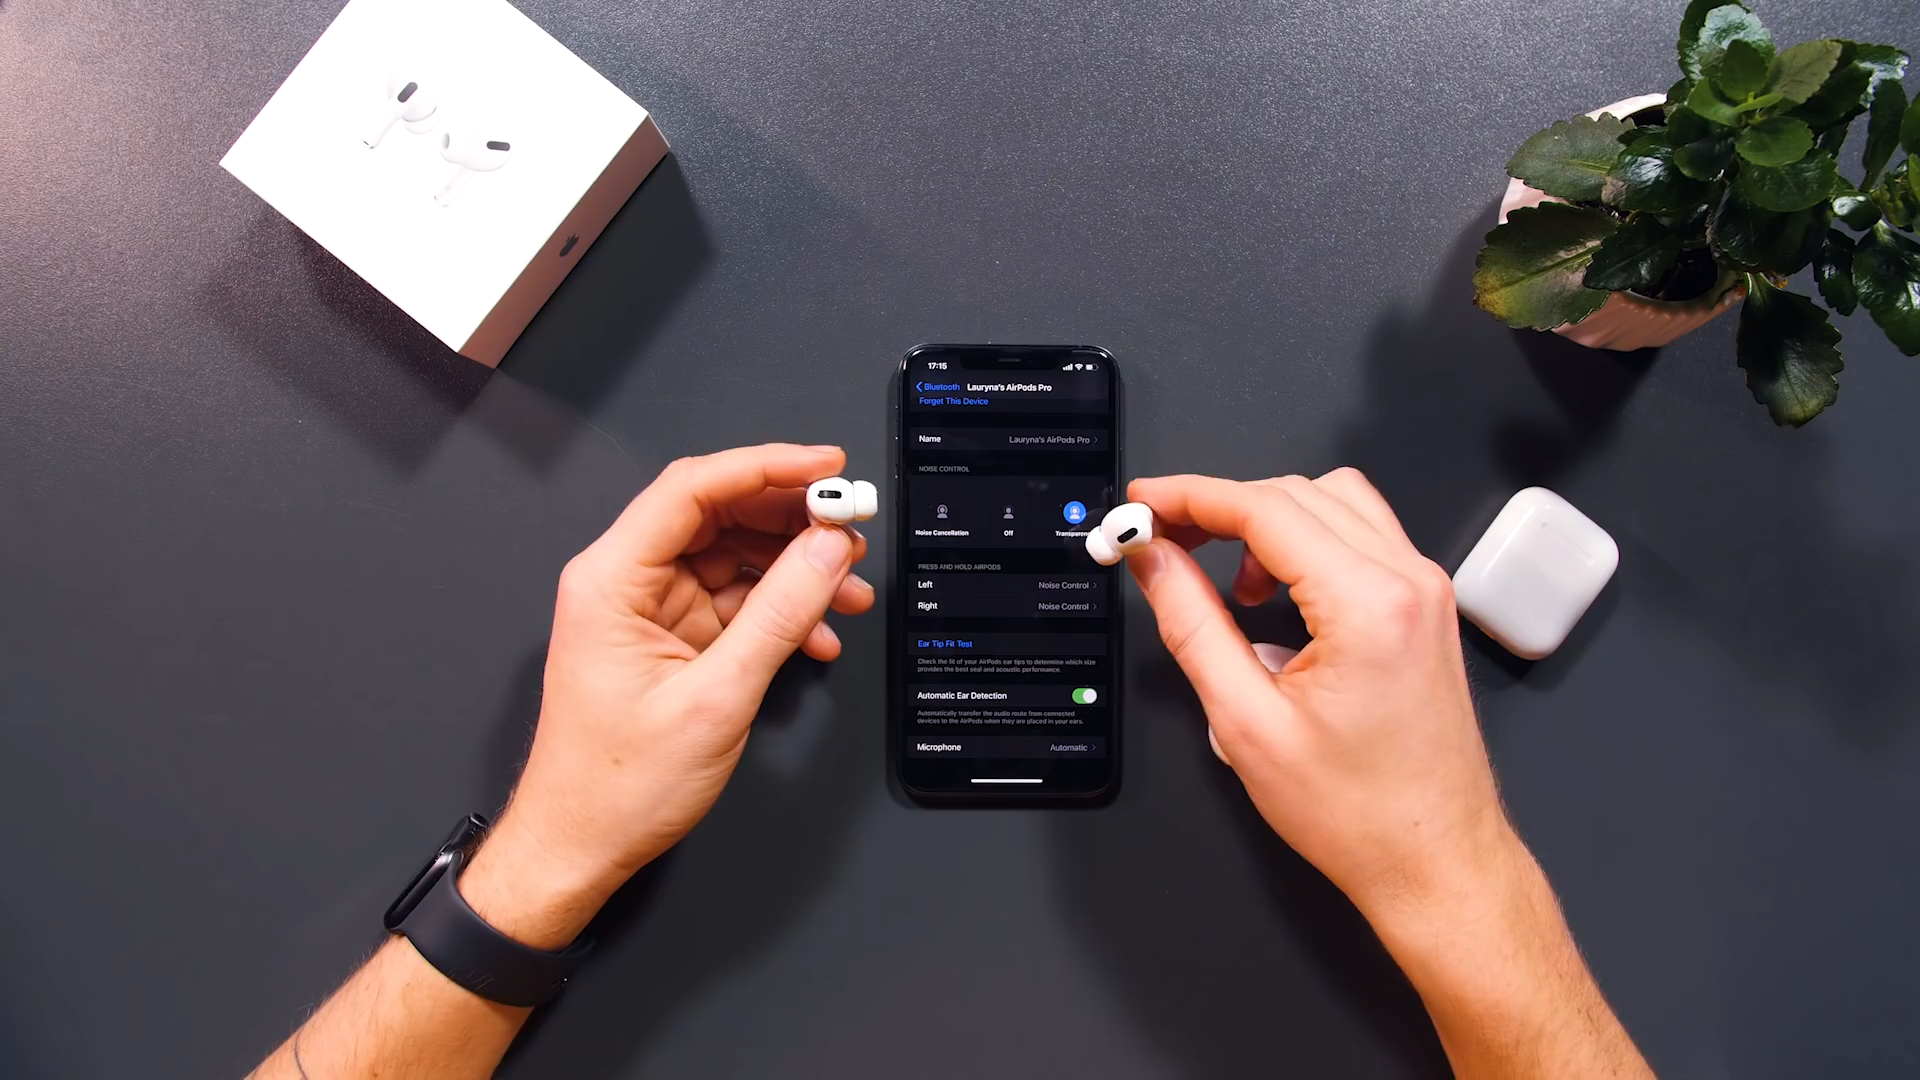 17:15
Bluetooth Lauryna's AirPods Pro
Forget This Device
Name Lauryna's AirPods Pro
NOISE CONTROL
Noise Cancellation Off Transparen
PRESS AND HOLD AIRPODS
Left Noise Control
Right Noise Control
Ear Tip Fit Test
Check the fit of your AirPods ear tips to determine which size
provides the best seal and acoustic performance.
Automatic Ear Detection
Automatically transfer the audio route from connected
devices to the AirPods when they are placed in your ears.
Microphone Automatic